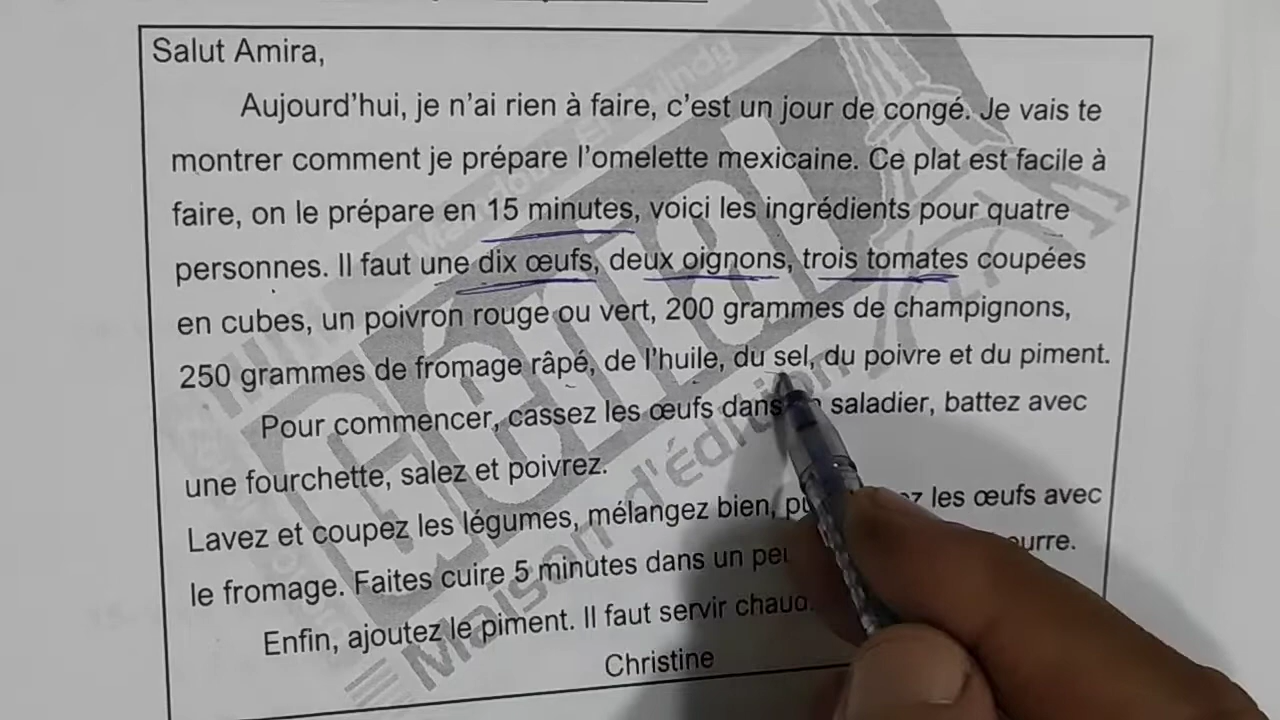 Salut Amira,
Aujourd'hui, je n'ai rien à faire, c'est un jour de congé. Je vais te
montrer comment je prépare l'omelette mexicaine. Ce plat est facile à
faire, on le prépare en 15 minutes, voici les ingrédients pour quatre
personnes. Il faut une dix œufs, deux oignons, trois tomates coupées
en cubes, un poivron rouge ou vert, 200 grammes de champignons,
250 grammes de fromage râpé, de l'huile, du sel, du poivre et du piment.
Pour commencer, cassez les œufs dans saladier, battez avec
une fourchette, salez et poivrez.
Lavez et coupez les légumes, mélangez bien, les œufs avec
le fromage. Faites cuire 5 minutes dans un
Enfin, ajoutez le piment. Il faut servir chaud.
Christine
Maison d'édition